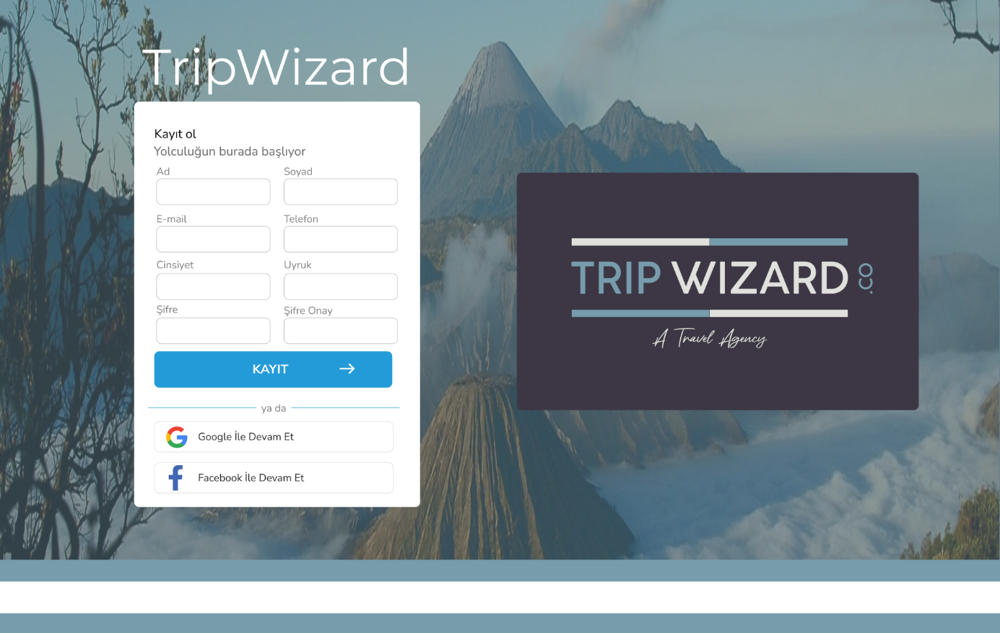 TripWizard
Kayıt ol
Yolculuğun burada başlıyor
Ad Soyad
E-mail Telefon
Cinsiyet Uyruk
Şifre Şifre Onay
KAYIT
ya da
Google İle Devam Et
Facebook İle Devam Et
TRIP WIZARD .CO
A Travel Agency